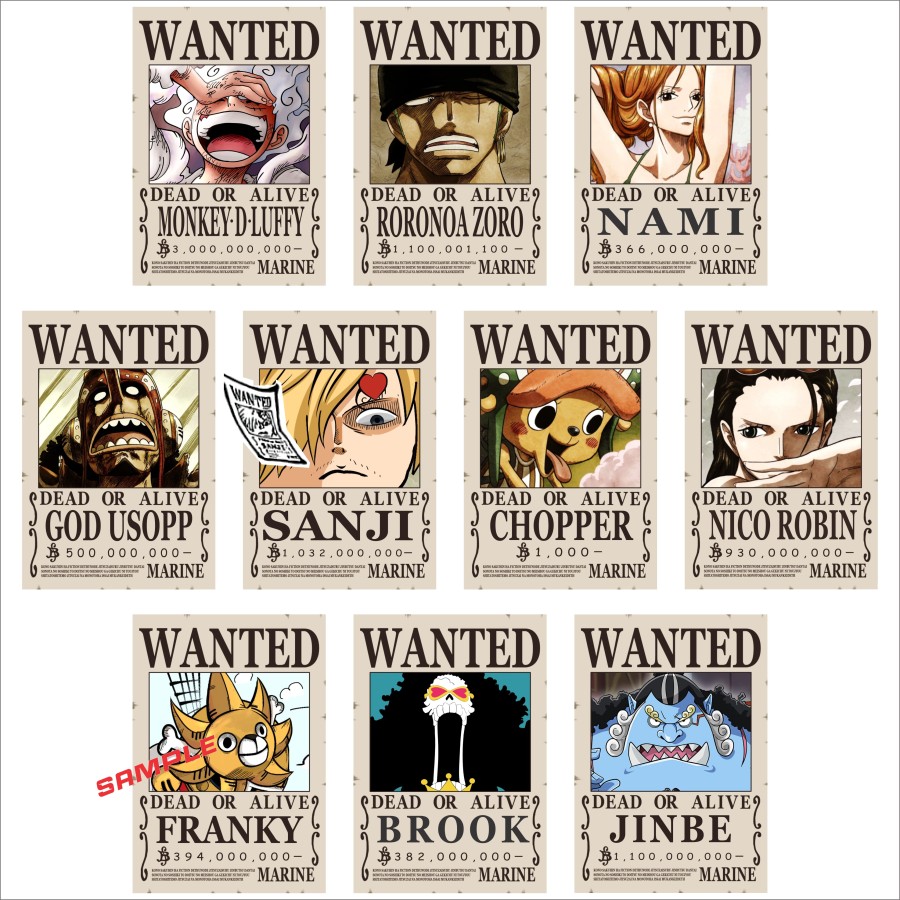 WANTED
DEAD OR ALIVE
MONKEY·D·LUFFY
฿3,000,000,000–
MARINE
WANTED
DEAD OR ALIVE
RORONOA ZORO
฿1,100,001,100–
MARINE
WANTED
DEAD OR ALIVE
NAMI
฿366,000,000–
MARINE
WANTED
DEAD OR ALIVE
GOD USOPP
฿500,000,000–
MARINE
WANTED
WANTED
SANJI
DEAD OR ALIVE
SANJI
฿1,032,000,000–
MARINE
WANTED
DEAD OR ALIVE
CHOPPER
฿1,000–
MARINE
WANTED
DEAD OR ALIVE
NICO ROBIN
฿930,000,000–
MARINE
WANTED
SAMPLE
DEAD OR ALIVE
FRANKY
฿394,000,000–
MARINE
WANTED
DEAD OR ALIVE
BROOK
฿382,000,000–
MARINE
WANTED
DEAD OR ALIVE
JINBE
฿1,100,000,000–
MARINE